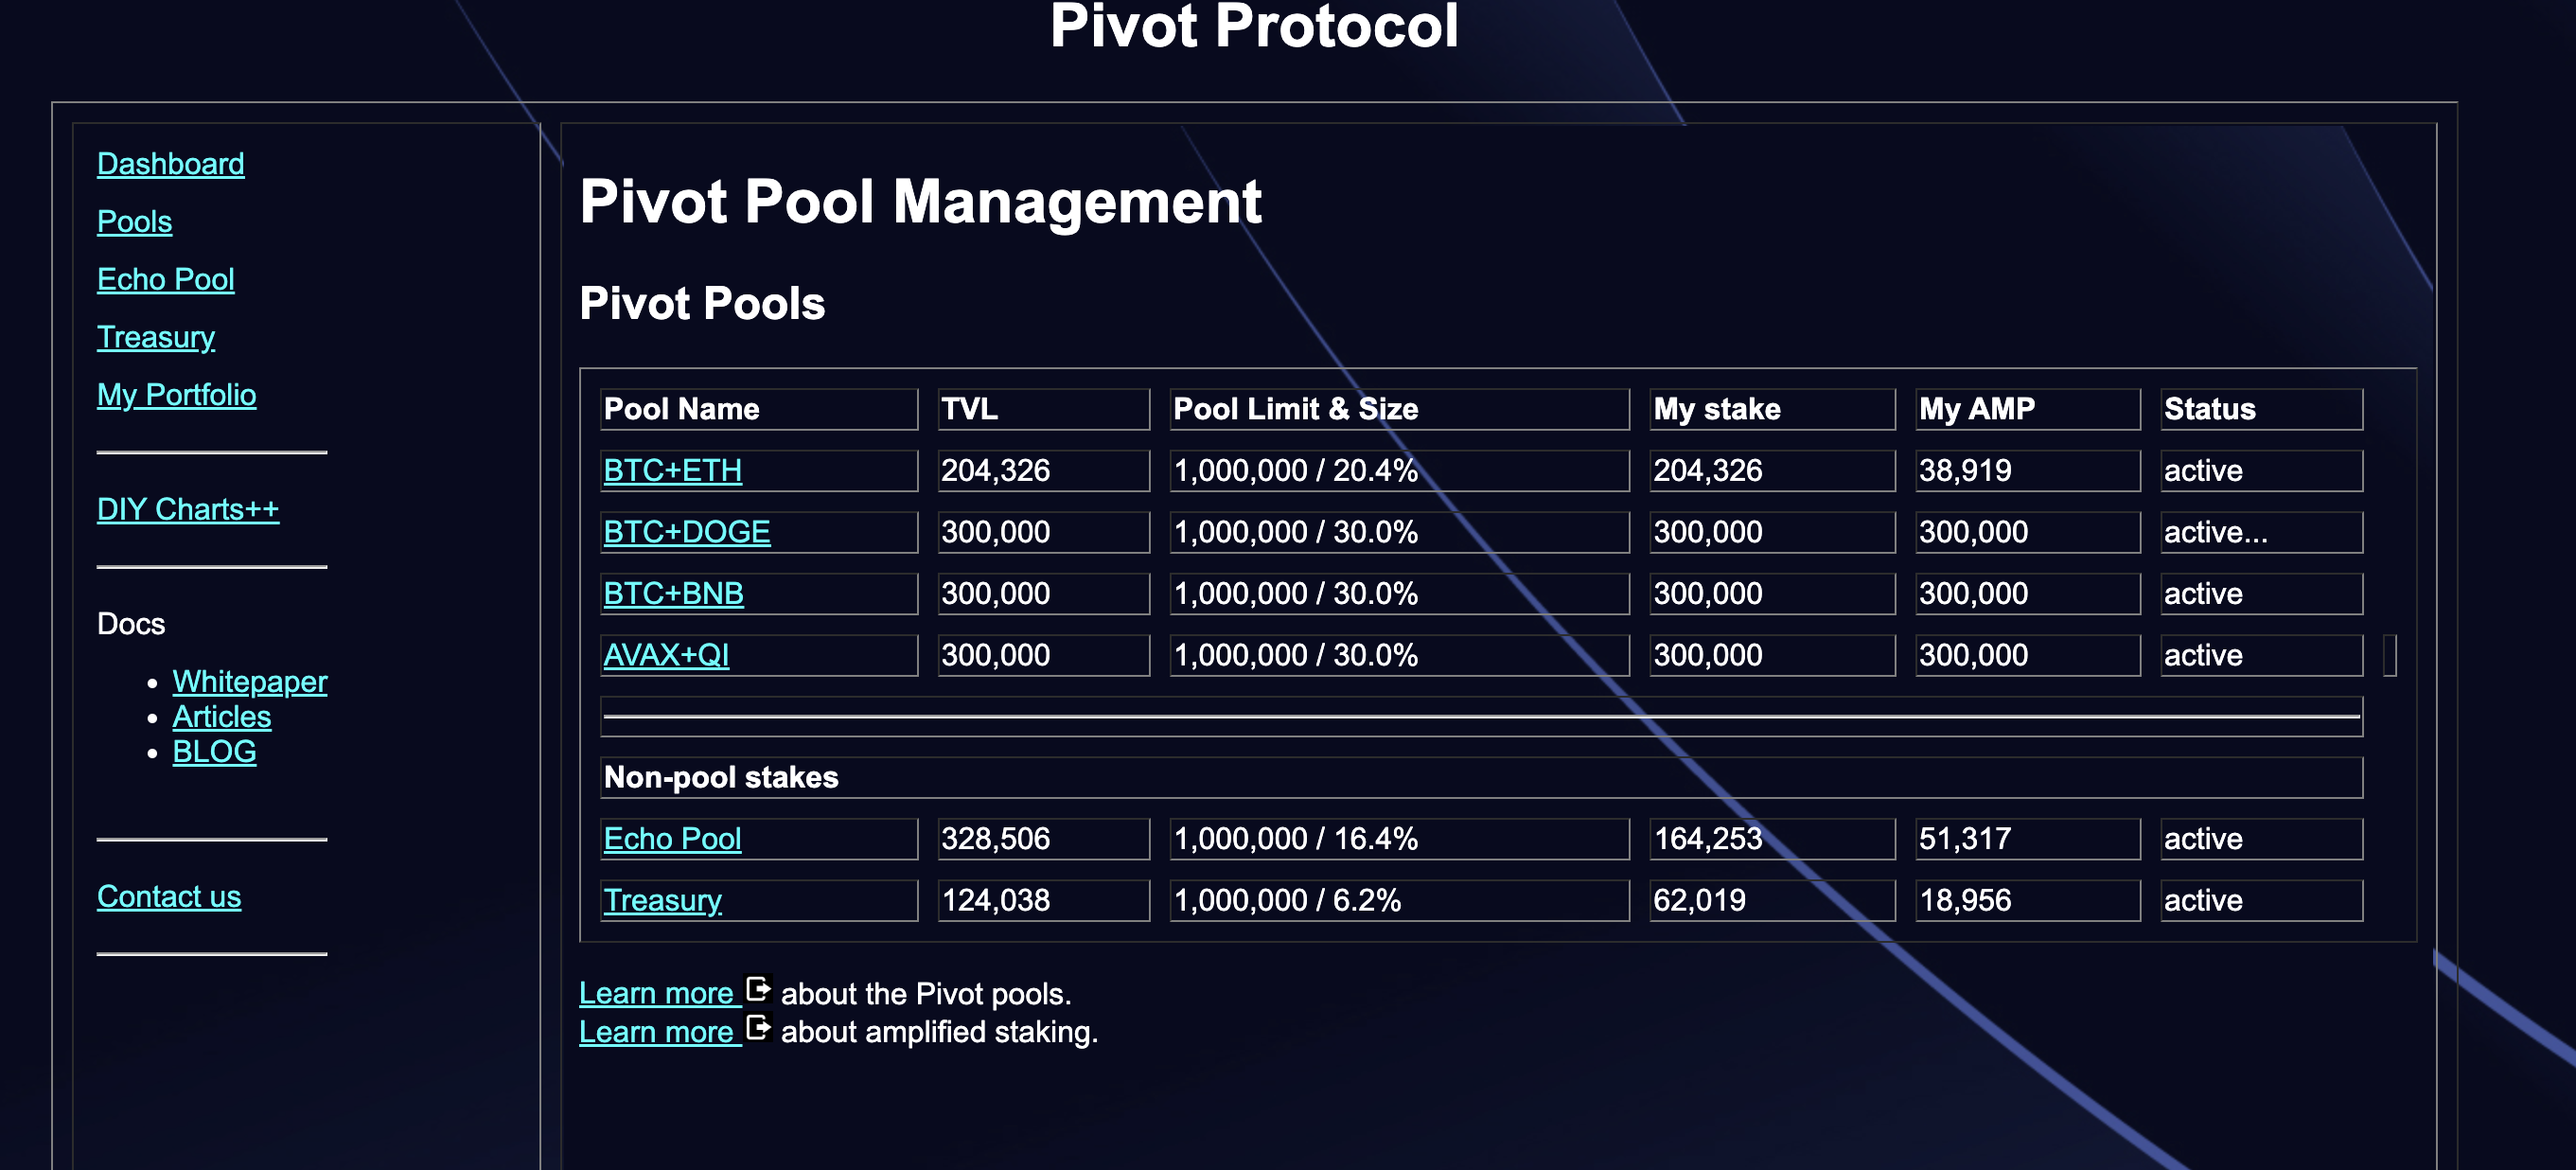 Pivot Protocol
Dashboard
Pools
Echo Pool
Treasury
My Portfolio
DIY Charts++
Docs
Whitepaper
Articles
BLOG
Contact us
Pivot Pool Management
Pivot Pools
Pool Name TVL Pool Limit & Size My stake My AMP Status
BTC+ETH 204,326 1,000,000 / 20.4% 204,326 38,919 active
BTC+DOGE 300,000 1,000,000 / 30.0% 300,000 300,000 active...
BTC+BNB 300,000 1,000,000 / 30.0% 300,000 300,000 active
AVAX+QI 300,000 1,000,000 / 30.0% 300,000 300,000 active
Non-pool stakes
Echo Pool 328,506 1,000,000 / 16.4% 164,253 51,317 active
Treasury 124,038 1,000,000 / 6.2% 62,019 18,956 active
Learn more about the Pivot pools.
Learn more about amplified staking.